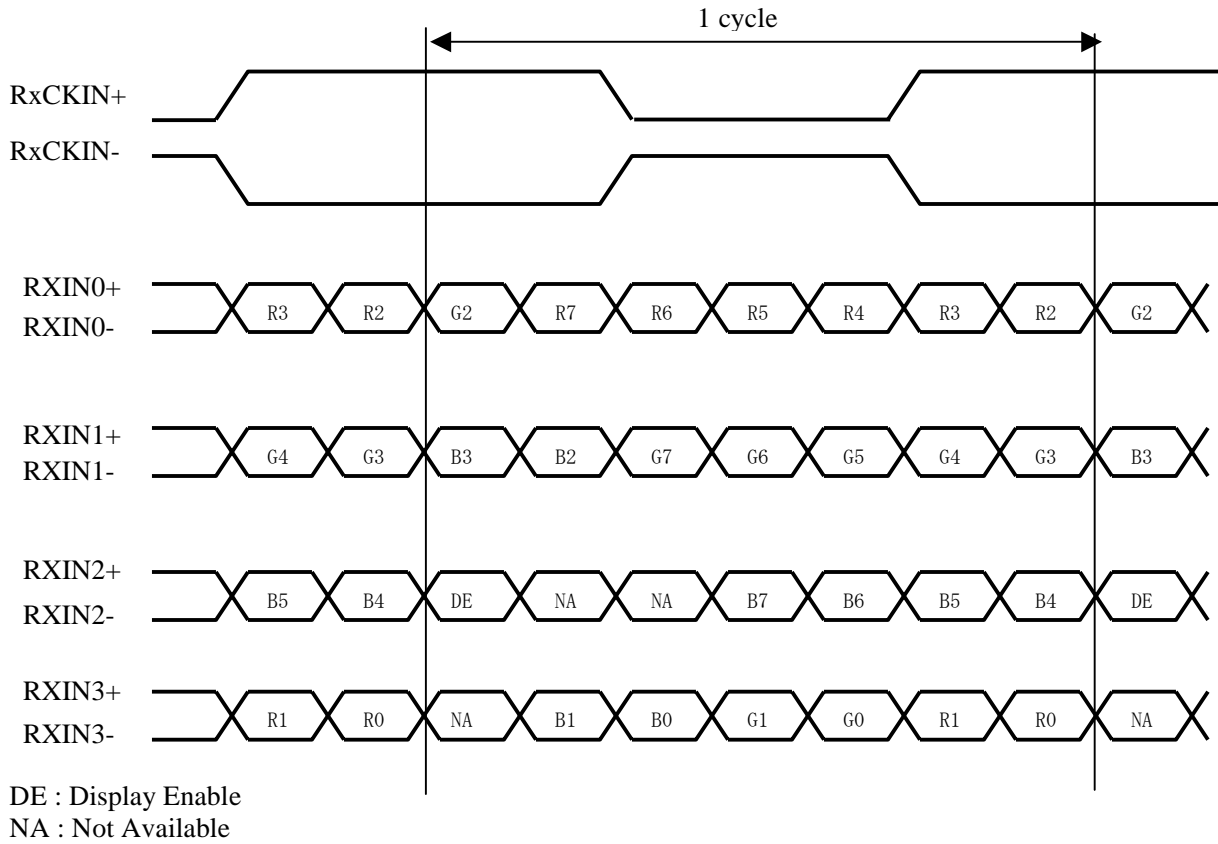 1 cycle
RxCKIN+
RxCKIN-
RXIN0+
RXIN0-
R3 R2 G2 R7 R6 R5 R4 R3 R2 G2
RXIN1+
RXIN1-
G4 G3 B3 B2 G7 G6 G5 G4 G3 B3
RXIN2+
RXIN2-
B5 B4 DE NA NA B7 B6 B5 B4 DE
RXIN3+
RXIN3-
R1 R0 NA B1 B0 G1 G0 R1 R0 NA
DE : Display Enable
NA : Not Available